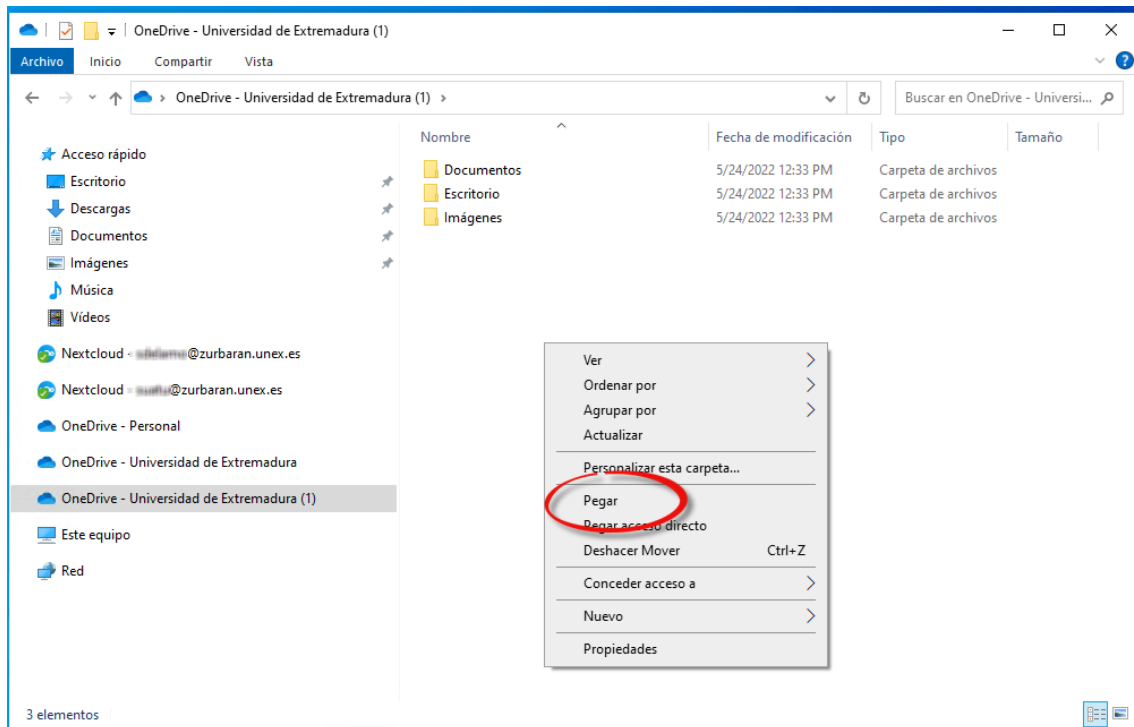 OneDrive - Universidad de Extremadura (1)
Archivo Inicio Compartir Vista
OneDrive - Universidad de Extremadura (1)
Buscar en OneDrive - Universi...
Nombre Fecha de modificación Tipo Tamaño
Acceso rápido
Escritorio
Descargas
Documentos
Imágenes
Música
Vídeos
Nextcloud - @zurbaran.unex.es
Nextcloud - @zurbaran.unex.es
OneDrive - Personal
OneDrive - Universidad de Extremadura
OneDrive - Universidad de Extremadura (1)
Este equipo
Red
Documentos 5/24/2022 12:33 PM Carpeta de archivos
Escritorio 5/24/2022 12:33 PM Carpeta de archivos
Imágenes 5/24/2022 12:33 PM Carpeta de archivos
Ver
Ordenar por
Agrupar por
Actualizar
Personalizar esta carpeta...
Pegar
Pegar acceso directo
Deshacer Mover Ctrl+Z
Conceder acceso a
Nuevo
Propiedades
3 elementos